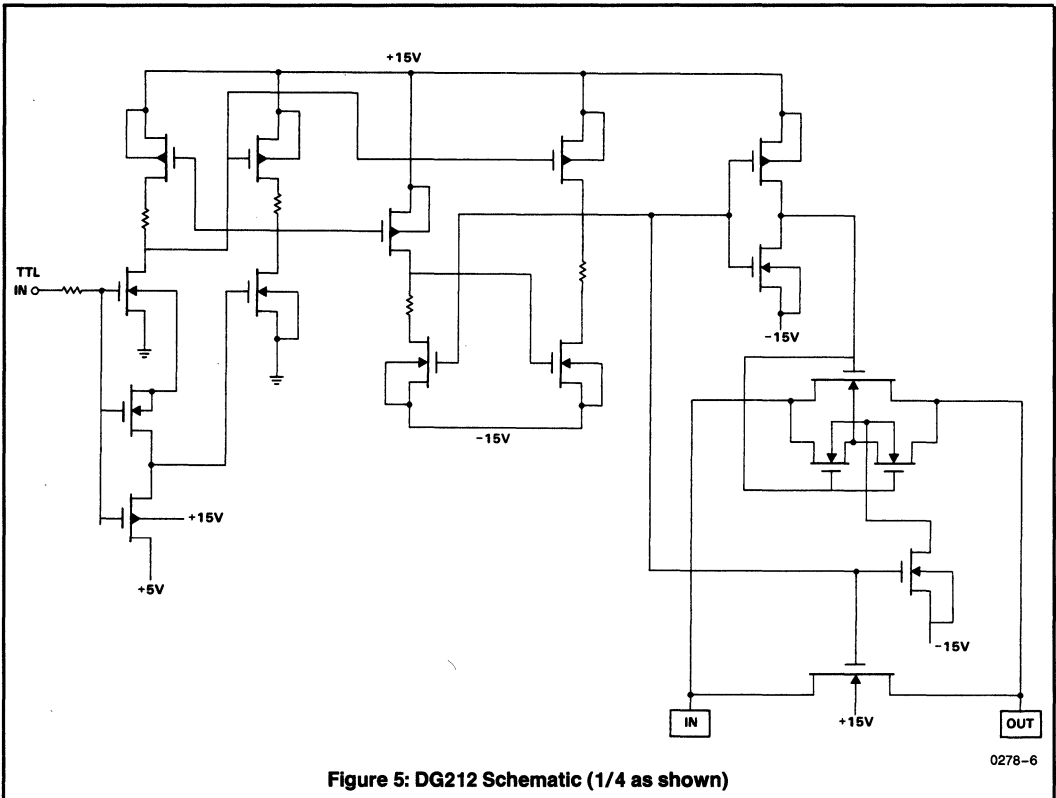 +15V
TTL
IN
-15V
-15V
+15V
+5V
-15V
IN
+15V
OUT
0278-6
Figure 5: DG212 Schematic (1/4 as shown)